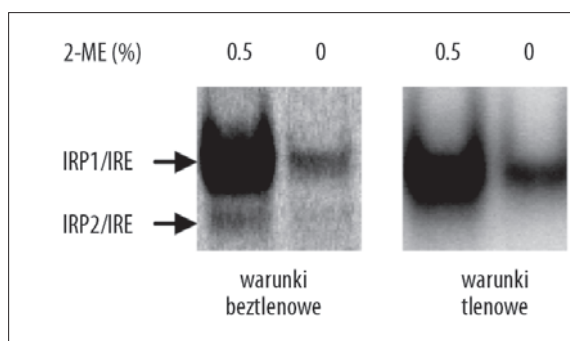 2-ME (%) 0.5 0 0.5 0
IRP1/IRE
IRP2/IRE
warunki
beztlenowe
warunki
tlenowe